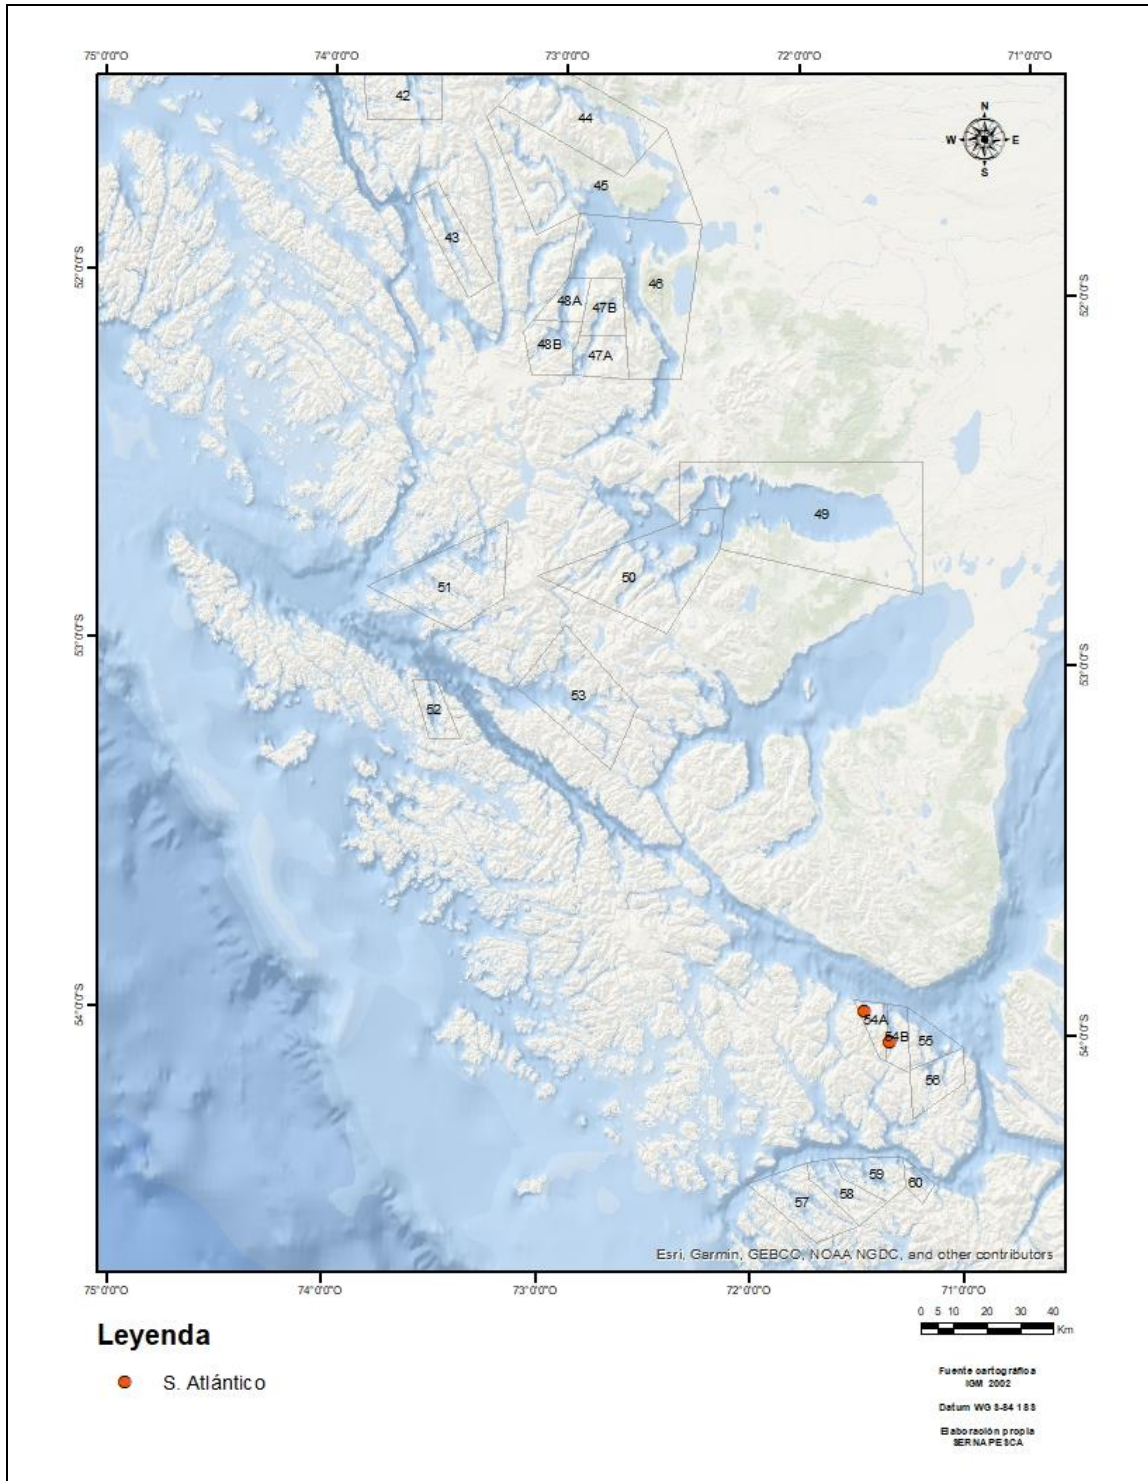 75°0'0"O 74°0'0"O 73°0'0"O 72°0'0"O 71°0'0"O
42
44
N
W E
S
45
43
52°0'0"S
46
52°0'0"S
48A
47B
48B
47A
49
50
51
53°0'0"S
53°0'0"S
53
52
54°0'0"S
54A
54B
55
54°0'0"S
56
59
60
58
57
Esri, Garmin, GEBCO, NOAA NGDC, and other contributors
75°0'0"O 74°0'0"O 73°0'0"O 72°0'0"O 71°0'0"O
0 5 10 20 30 40
Km
Leyenda
S. Atlántico
Fuente cartográfica
IGM 2002
Datum WGS-84 18S
Elaboración propia
SERNAPESCA